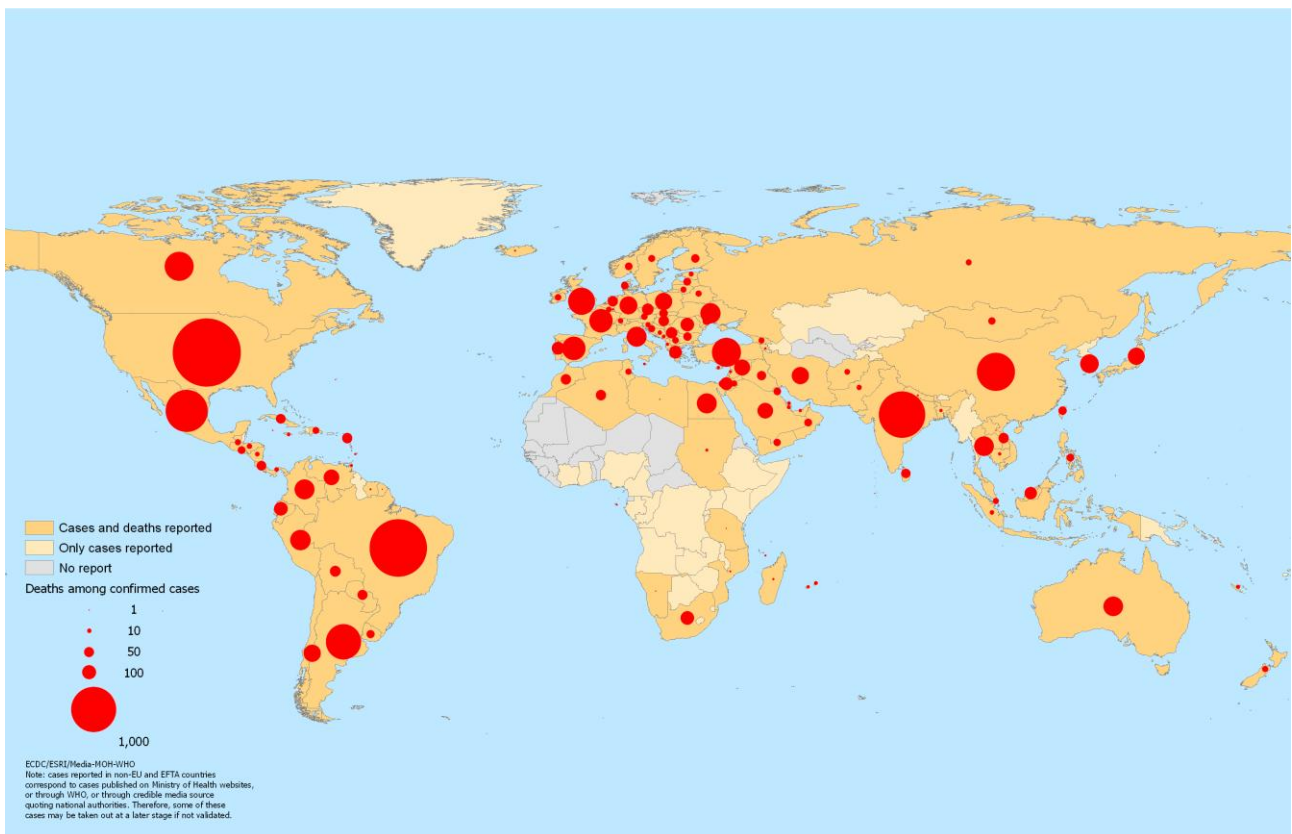 Cases and deaths reported
Only cases reported
No report
Deaths among confirmed cases
1
10
50
100
1,000
ECDC/ESRI/Media-MOH-WHO
Note: cases reported in non-EU and EFTA countries
correspond to cases published on Ministry of Health websites,
or through WHO, or through credible media source
quoting national authorities. Therefore, some of these
cases may be taken out at a later stage if not validated.